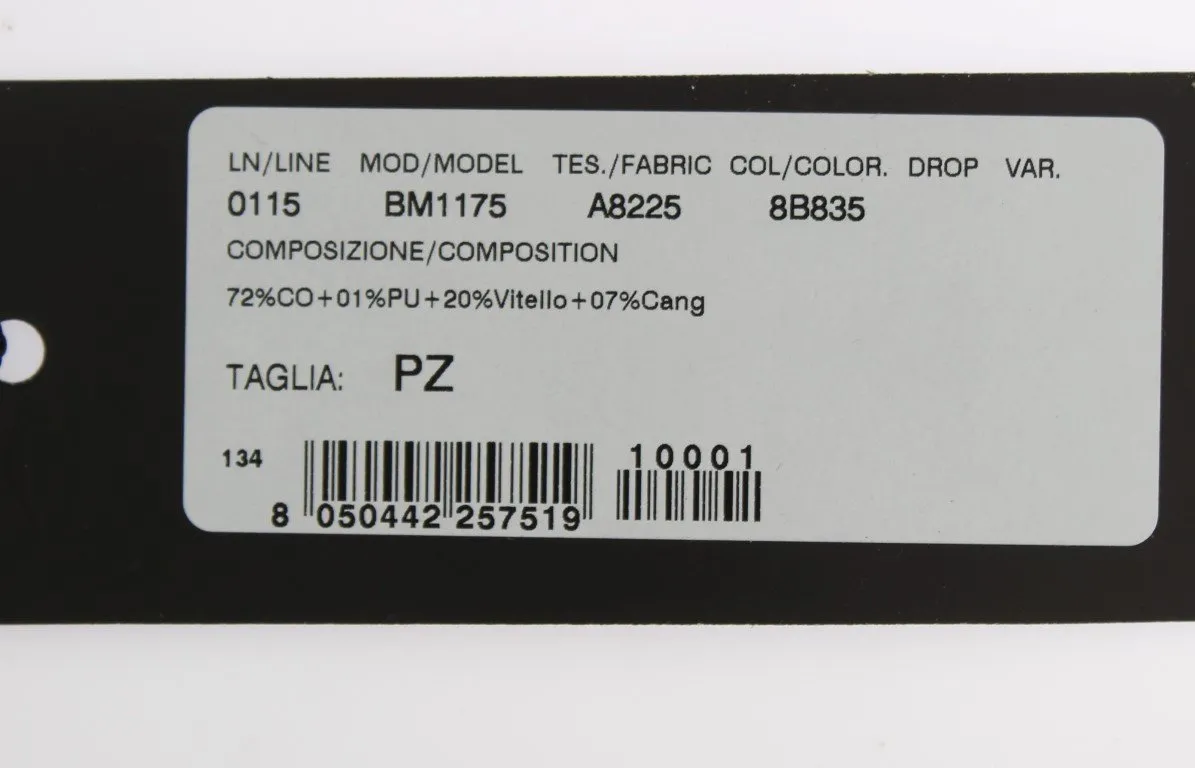 LN/LINE MOD/MODEL TES./FABRIC COL/COLOR. DROP VAR.
0115 BM1175 A8225 8B835
COMPOSIZIONE/COMPOSITION
72%CO+01%PU+20%Vitello+07%Cang
TAGLIA: PZ
134 10001
8 050442 257519